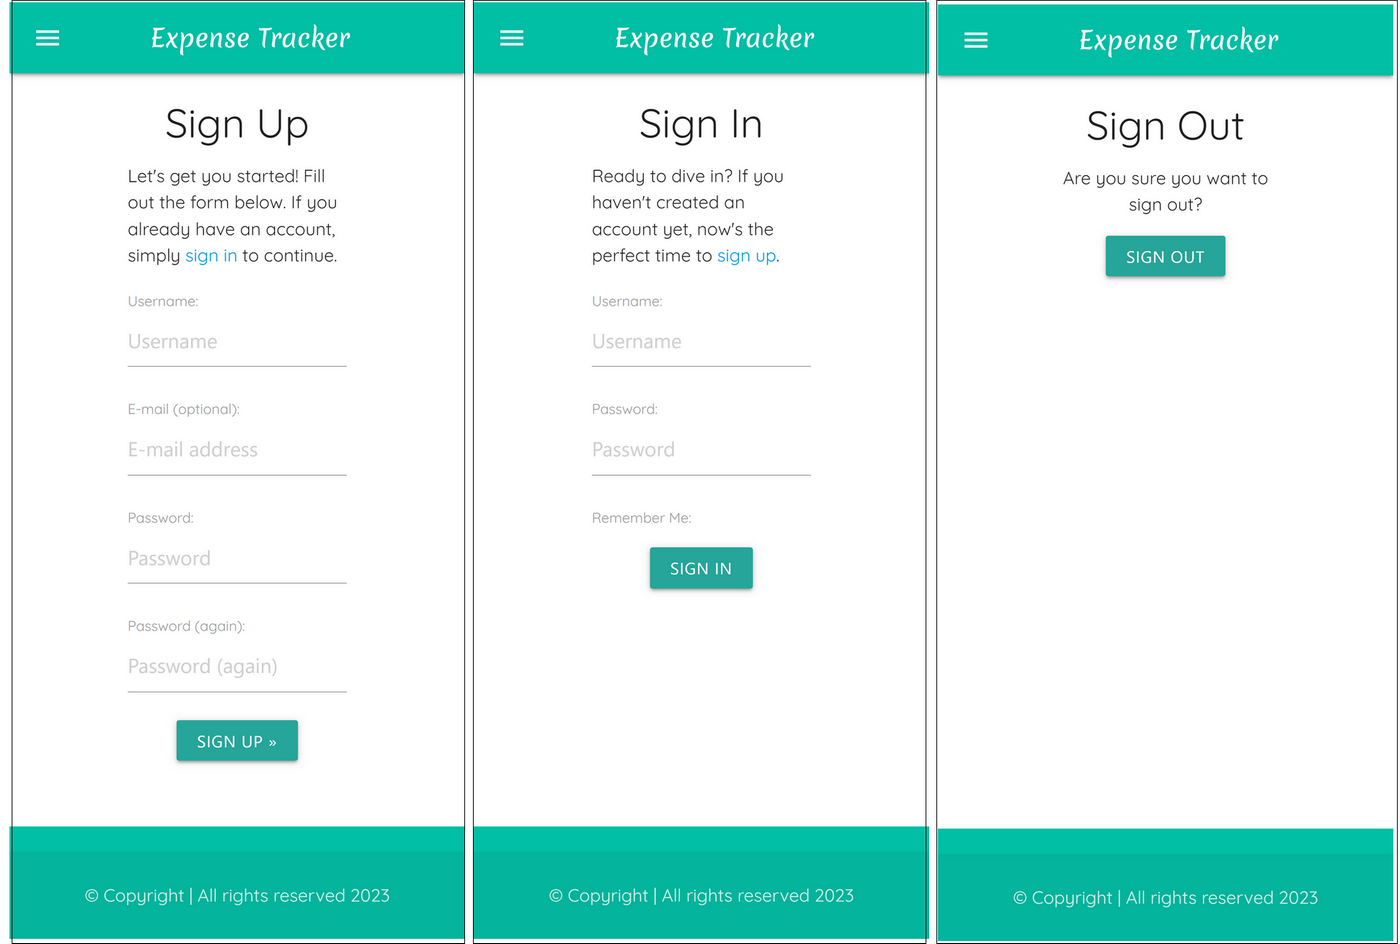 Expense Tracker
Sign Up
Let's get you started! Fill
out the form below. If you
already have an account,
simply sign in to continue.
Username:
Username
E-mail (optional):
E-mail address
Password:
Password
Password (again):
Password (again)
SIGN UP »
© Copyright | All rights reserved 2023
Expense Tracker
Sign In
Ready to dive in? If you
haven't created an
account yet, now's the
perfect time to sign up.
Username:
Username
Password:
Password
Remember Me:
SIGN IN
© Copyright | All rights reserved 2023
Expense Tracker
Sign Out
Are you sure you want to
sign out?
SIGN OUT
© Copyright | All rights reserved 2023